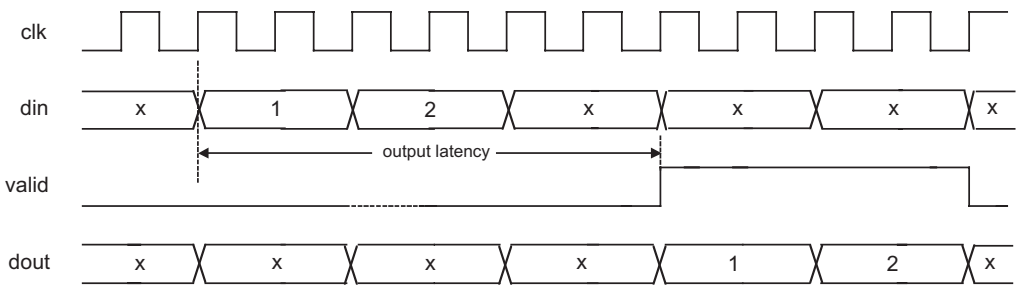 clk
din x 1 2 x x x x
output latency
valid
dout x x x x 1 2 x